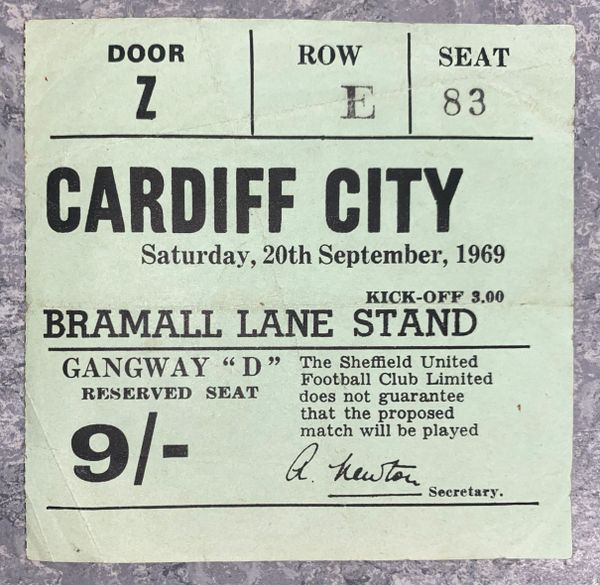 DOOR ROW SEAT
Z E 83
CARDIFF CITY
Saturday, 20th September, 1969
KICK-OFF 3.00
BRAMALL LANE STAND
GANGWAY "D"
RESERVED SEAT
9/-
The Sheffield United
Football Club Limited
does not guarantee
that the proposed
match will be played
A. Newton
Secretary.